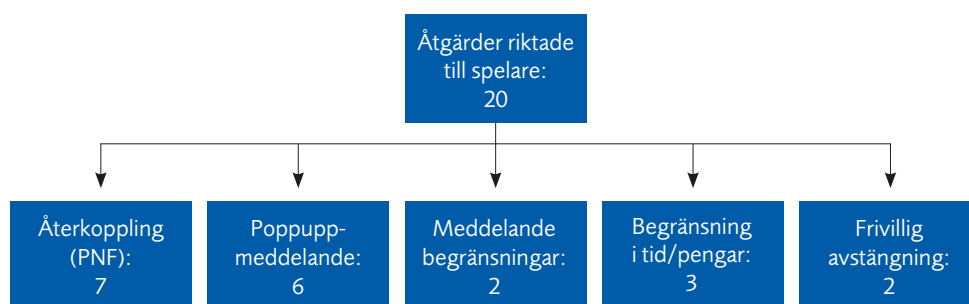 Åtgärder riktade
till spelare:
20
Återkoppling
(PNF):
7
Poppupp-
meddelande:
6
Meddelande
begränsningar:
2
Begränsning
i tid/pengar:
3
Frivillig
avstängning:
2